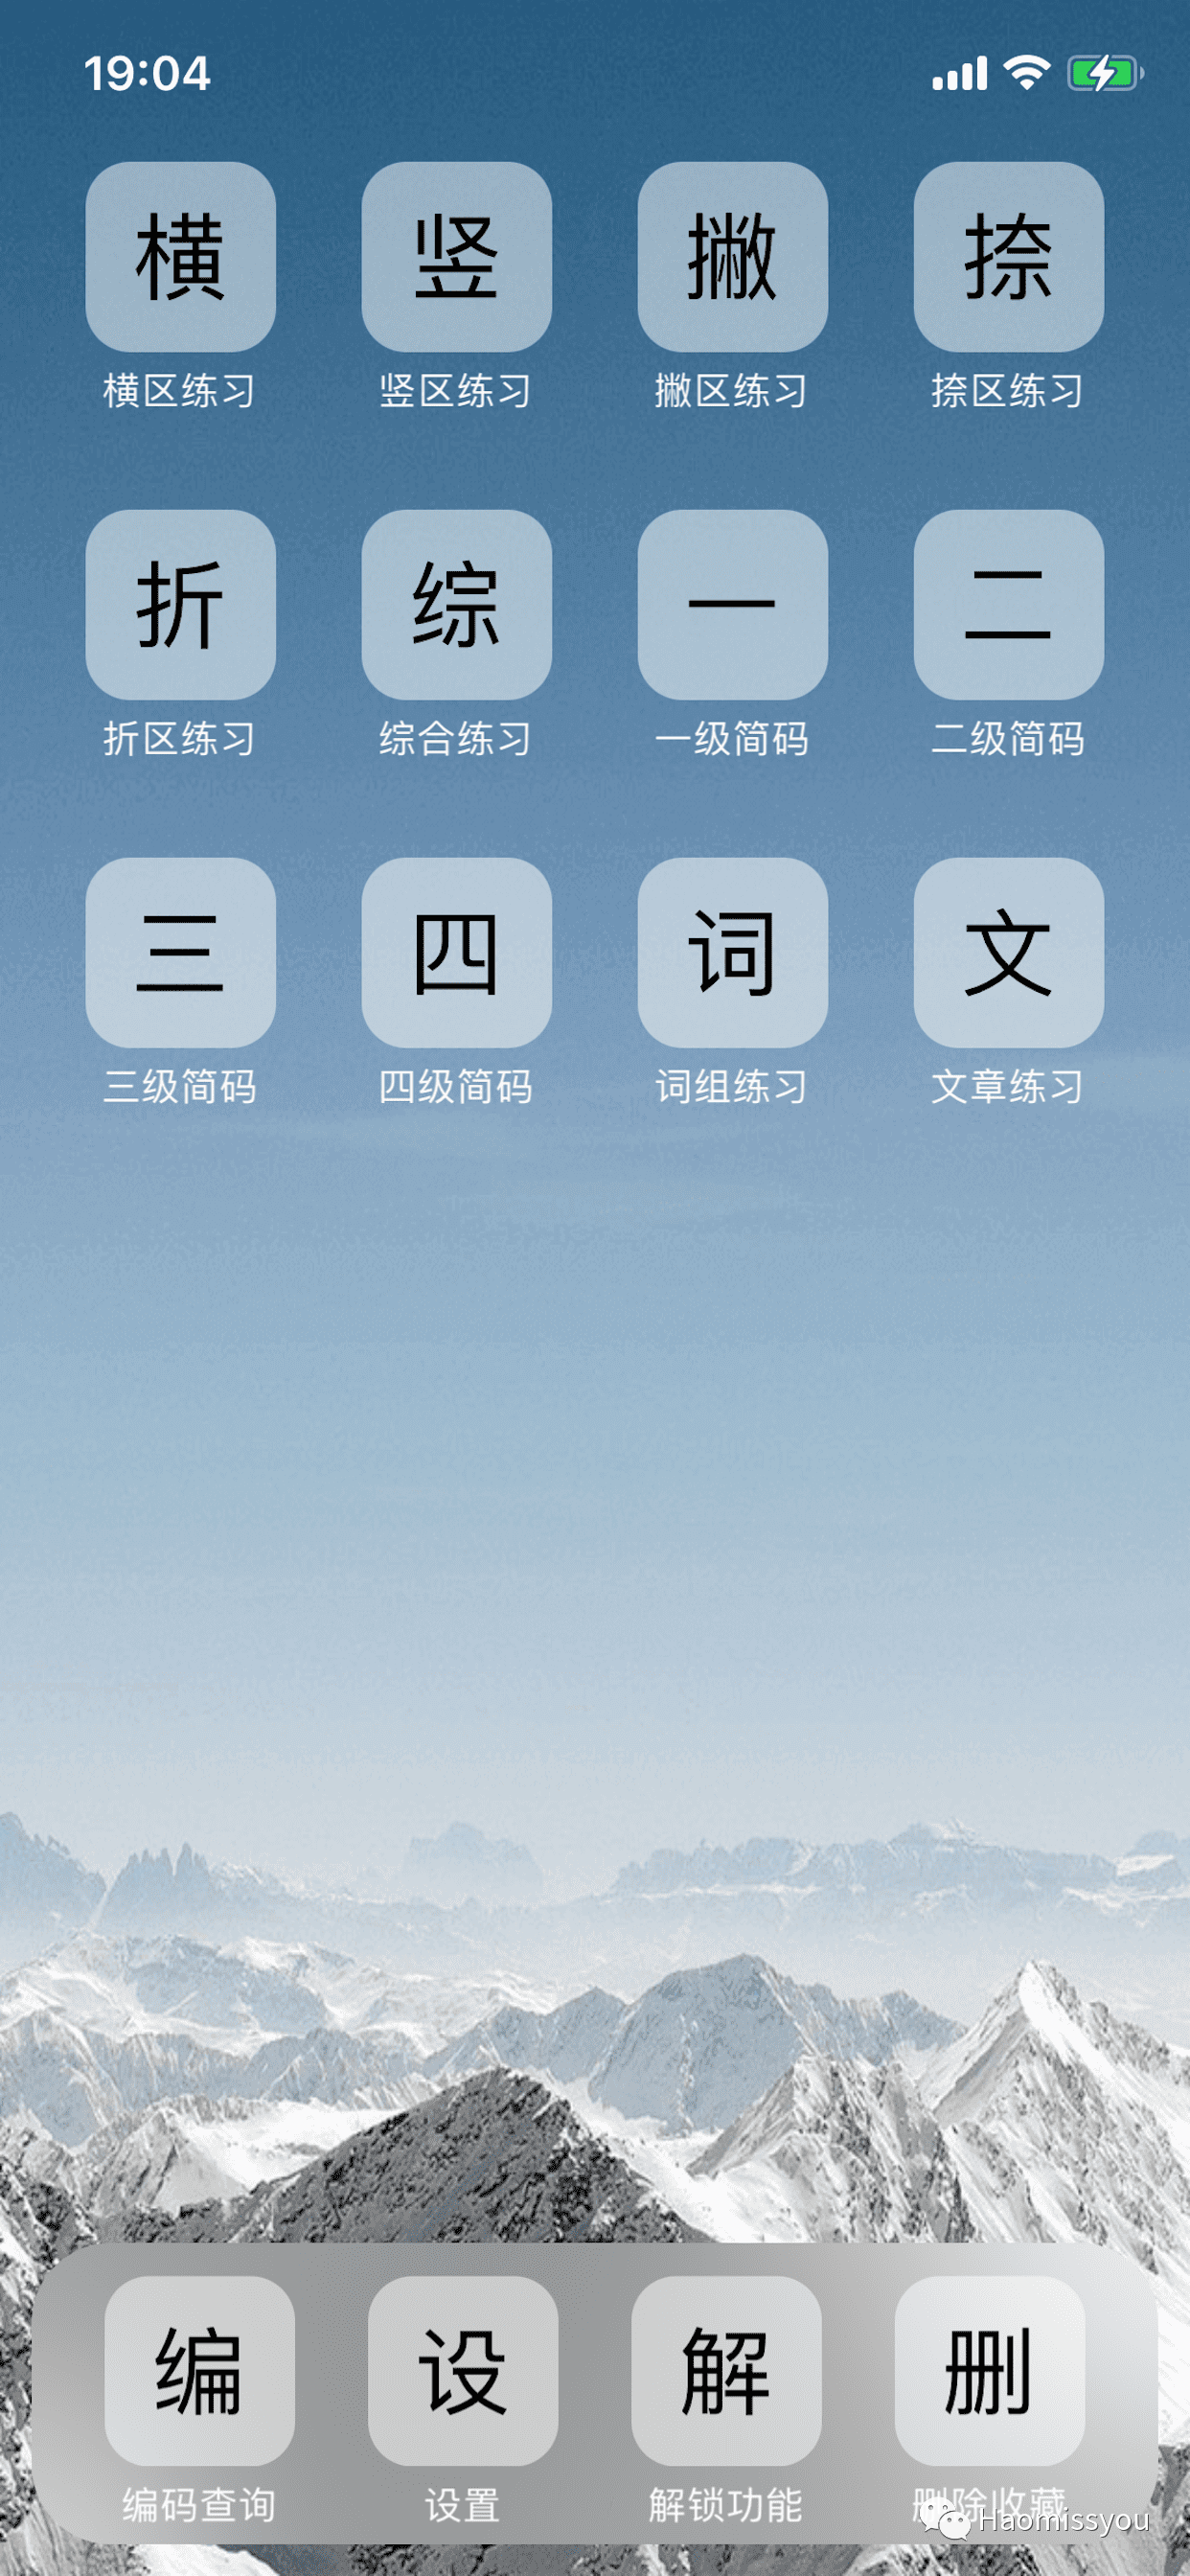 19:04
横 竖 撇 捺
横区练习 竖区练习 撇区练习 捺区练习
折 综 一 二
折区练习 综合练习 一级简码 二级简码
三 四 词 文
三级简码 四级简码 词组练习 文章练习
编 设 解 删
编码查询 设置 解锁功能 删除收藏
Haomissyou